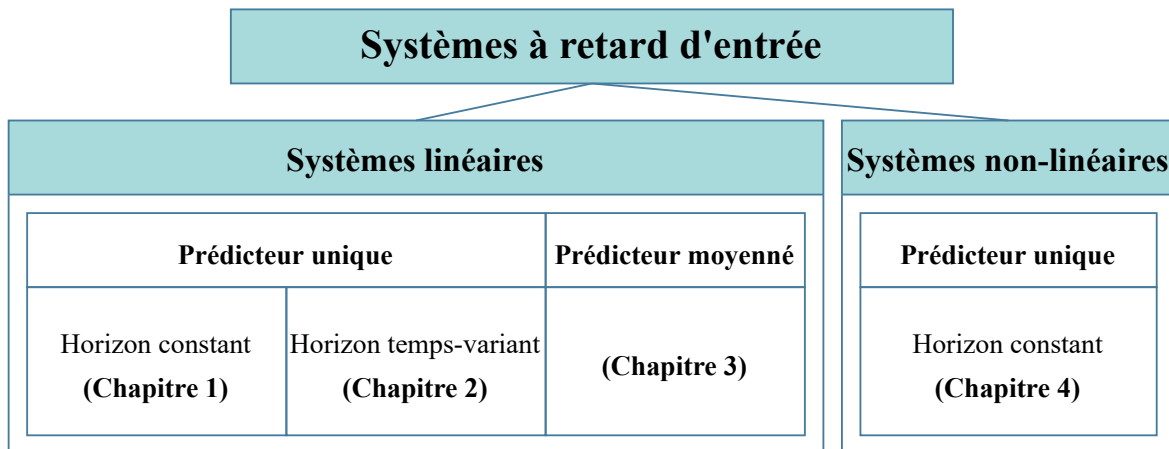 Systèmes à retard d'entrée
Systèmes linéaires
Systèmes non-linéaires
Prédicteur unique
Prédicteur moyenné
Prédicteur unique
Horizon constant
(Chapitre 1)
Horizon temps-variant
(Chapitre 2)
(Chapitre 3)
Horizon constant
(Chapitre 4)